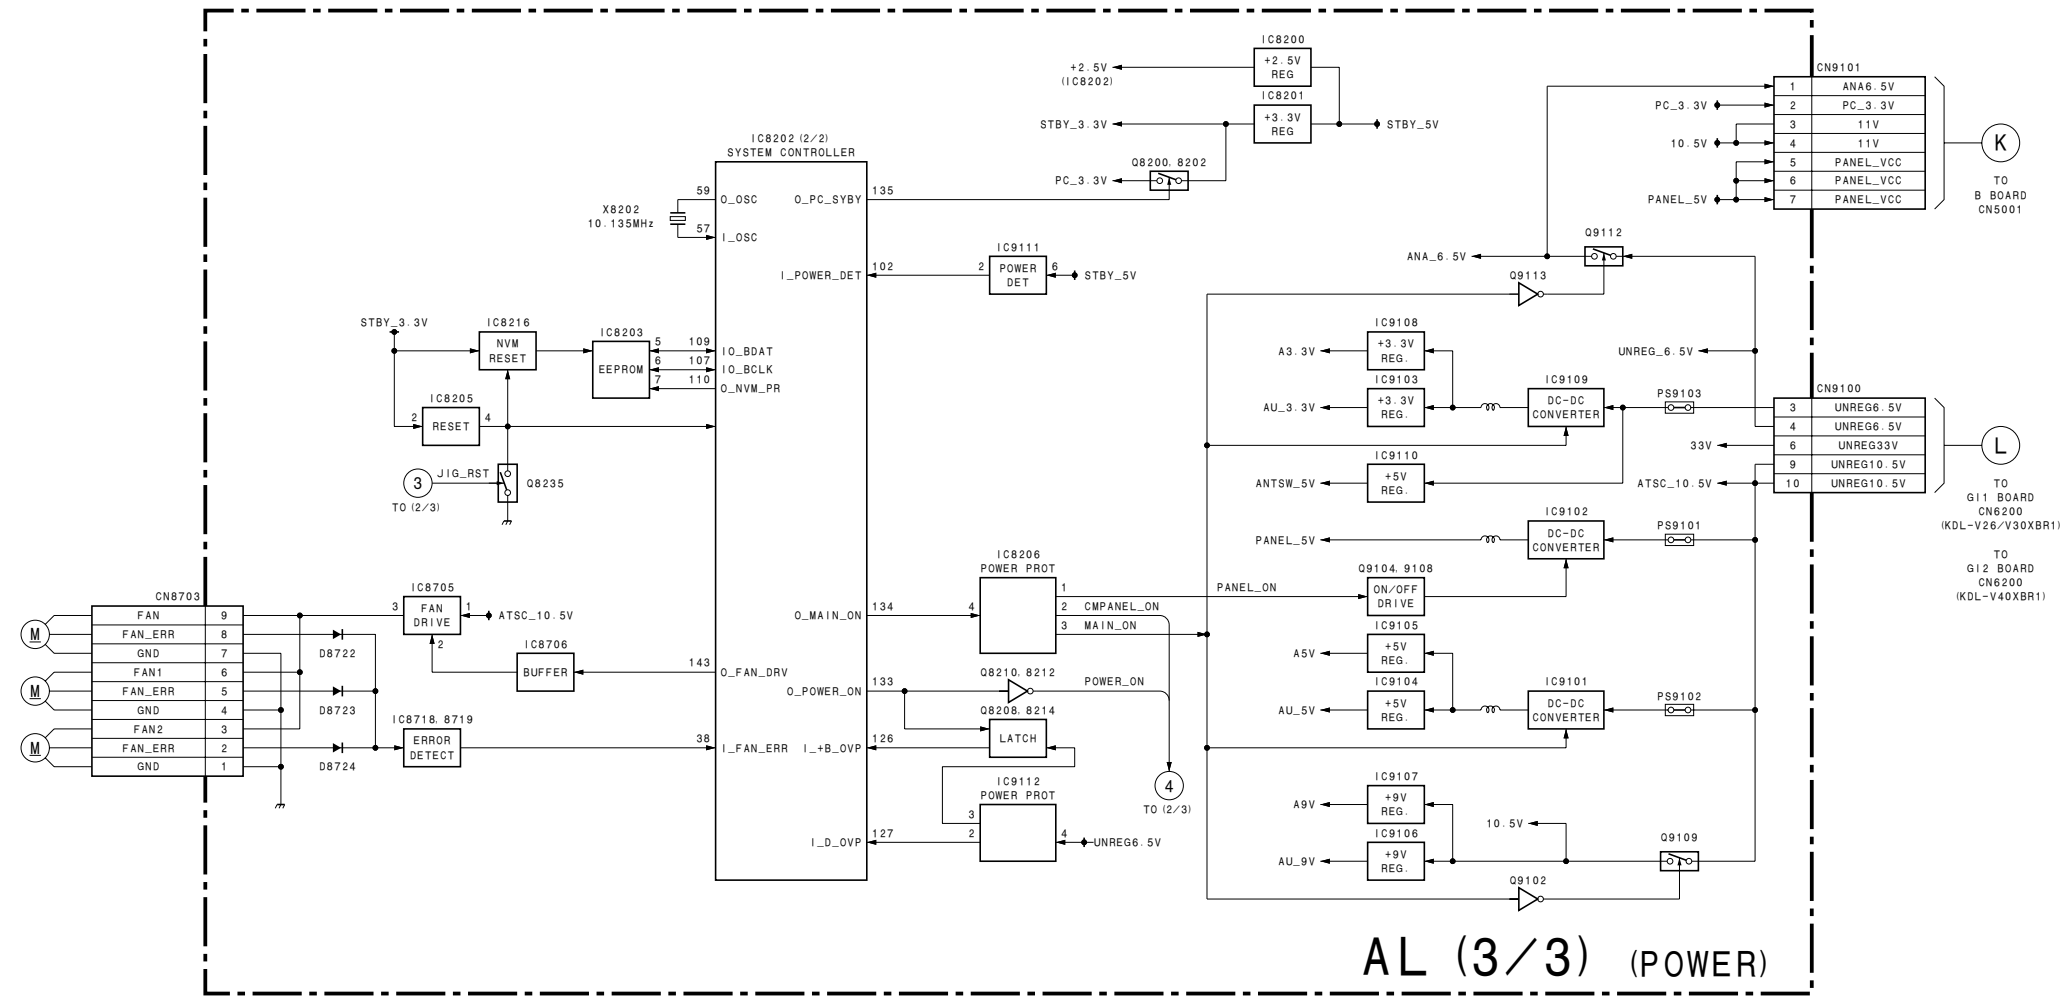 IC8200
+2.5V
REG
+2.5V
(IC8202)
IC8201
+3.3V
REG
STBY_3.3V
STBY_5V
Q8200, 8202
PC_3.3V
CN9101
1 ANA6.5V
PC_3.3V
2 PC_3.3V
3 11V
10.5V
4 11V
5 PANEL_VCC
6 PANEL_VCC
PANEL_5V
7 PANEL_VCC
K
TO
B BOARD
CN5001
IC8202 (2/2)
SYSTEM CONTROLLER
59
O_OSC
O_PC_SYBY
135
X8202
10.135MHz
57
I_OSC
I_POWER_DET
102
IC9111
2
POWER
DET
6
STBY_5V
Q9112
ANA_6.5V
Q9113
STBY_3.3V
IC8216
NVM
RESET
IC8203
EEPROM
5
109
IO_BDAT
6
107
IO_BCLK
7
110
O_NVM_PR
IC8205
2
RESET
4
3
JIG_RST
TO (2/3)
Q8235
IC9108
+3.3V
REG.
A3.3V
UNREG_6.5V
IC9103
+3.3V
REG.
AU_3.3V
IC9109
DC-DC
CONVERTER
PS9103
CN9100
3 UNREG6.5V
4 UNREG6.5V
33V
6 UNREG33V
9 UNREG10.5V
ATSC_10.5V
10 UNREG10.5V
L
TO
GI1 BOARD
CN6200
(KDL-V26/V30XBR1)
TO
GI2 BOARD
CN6200
(KDL-V40XBR1)
IC9110
+5V
REG.
ANTSW_5V
IC9102
DC-DC
CONVERTER
PS9101
PANEL_5V
IC8206
POWER PROT
O_MAIN_ON
134
4
1
PANEL_ON
2
CMPANEL_ON
3
MAIN_ON
Q9104, 9108
ON/OFF
DRIVE
CN8703
FAN 9
FAN_ERR 8
GND 7
FAN1 6
FAN_ERR 5
GND 4
FAN2 3
FAN_ERR 2
GND 1
M
M
M
D8722
D8723
D8724
IC8705
3
FAN
DRIVE
1
2
ATSC_10.5V
IC8706
BUFFER
143
O_FAN_DRV
IC8718, 8719
ERROR
DETECT
38
I_FAN_ERR
O_POWER_ON
133
Q8210, 8212
POWER_ON
Q8208, 8214
LATCH
I_+B_OVP
126
IC9112
POWER PROT
3
2
4
UNREG6.5V
I_D_OVP
127
4
TO (2/3)
IC9105
+5V
REG.
A5V
IC9104
+5V
REG.
AU_5V
IC9101
DC-DC
CONVERTER
PS9102
IC9107
+9V
REG.
A9V
10.5V
IC9106
+9V
REG.
AU_9V
Q9109
Q9102
AL (3/3) (POWER)